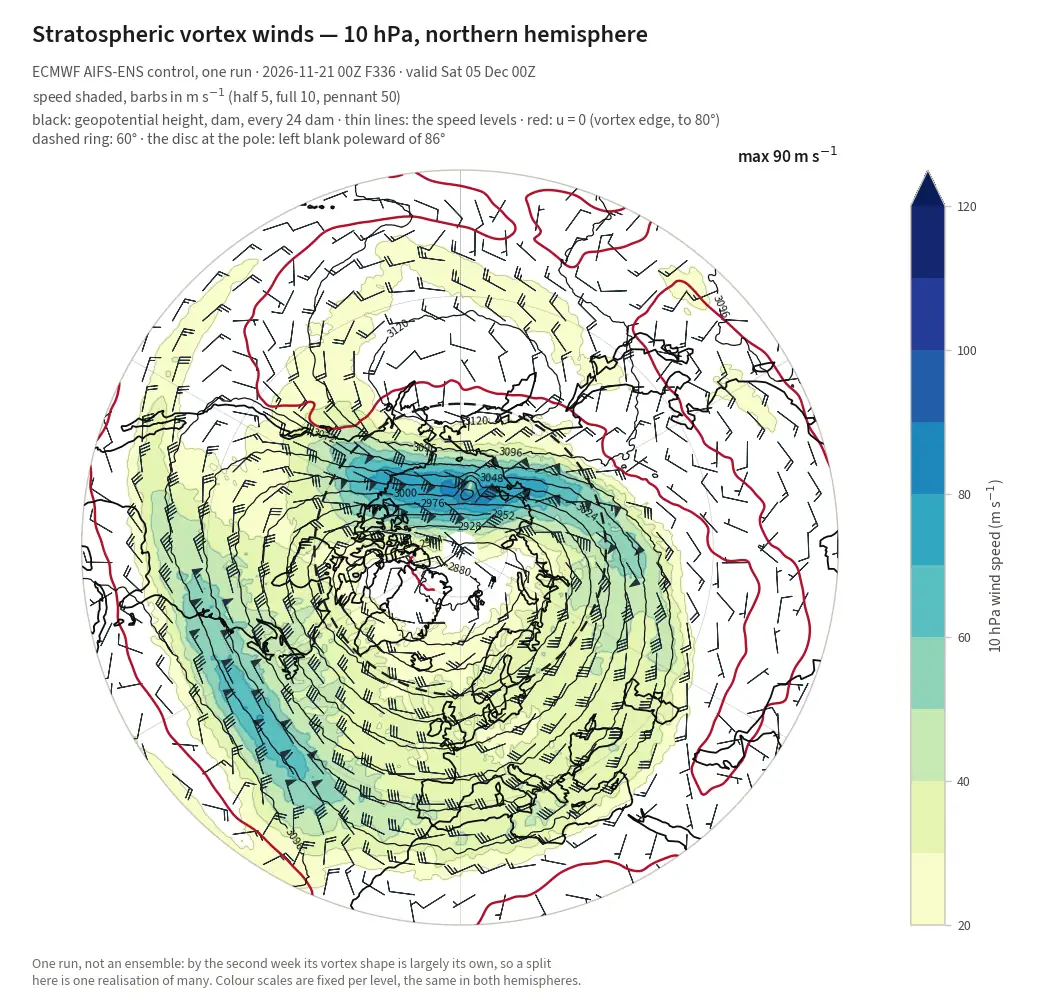 Stratospheric vortex winds — 10 hPa, northern hemisphere
ECMWF AIFS-ENS control, one run · 2026-11-21 00Z F336 · valid Sat 05 Dec 00Z
speed shaded, barbs in m s⁻¹ (half 5, full 10, pennant 50)
black: geopotential height, dam, every 24 dam · thin lines: the speed levels · red: u = 0 (vortex edge, to 80°)
dashed ring: 60° · the disc at the pole: left blank poleward of 86°
max 90 m s⁻¹
120
100
80
60
40
20
10 hPa wind speed (m s⁻¹)
3096
3120
3120
3096
3048
3000
2976
2952
3024
2928
2880
One run, not an ensemble: by the second week its vortex shape is largely its own, so a split
here is one realisation of many. Colour scales are fixed per level, the same in both hemispheres.